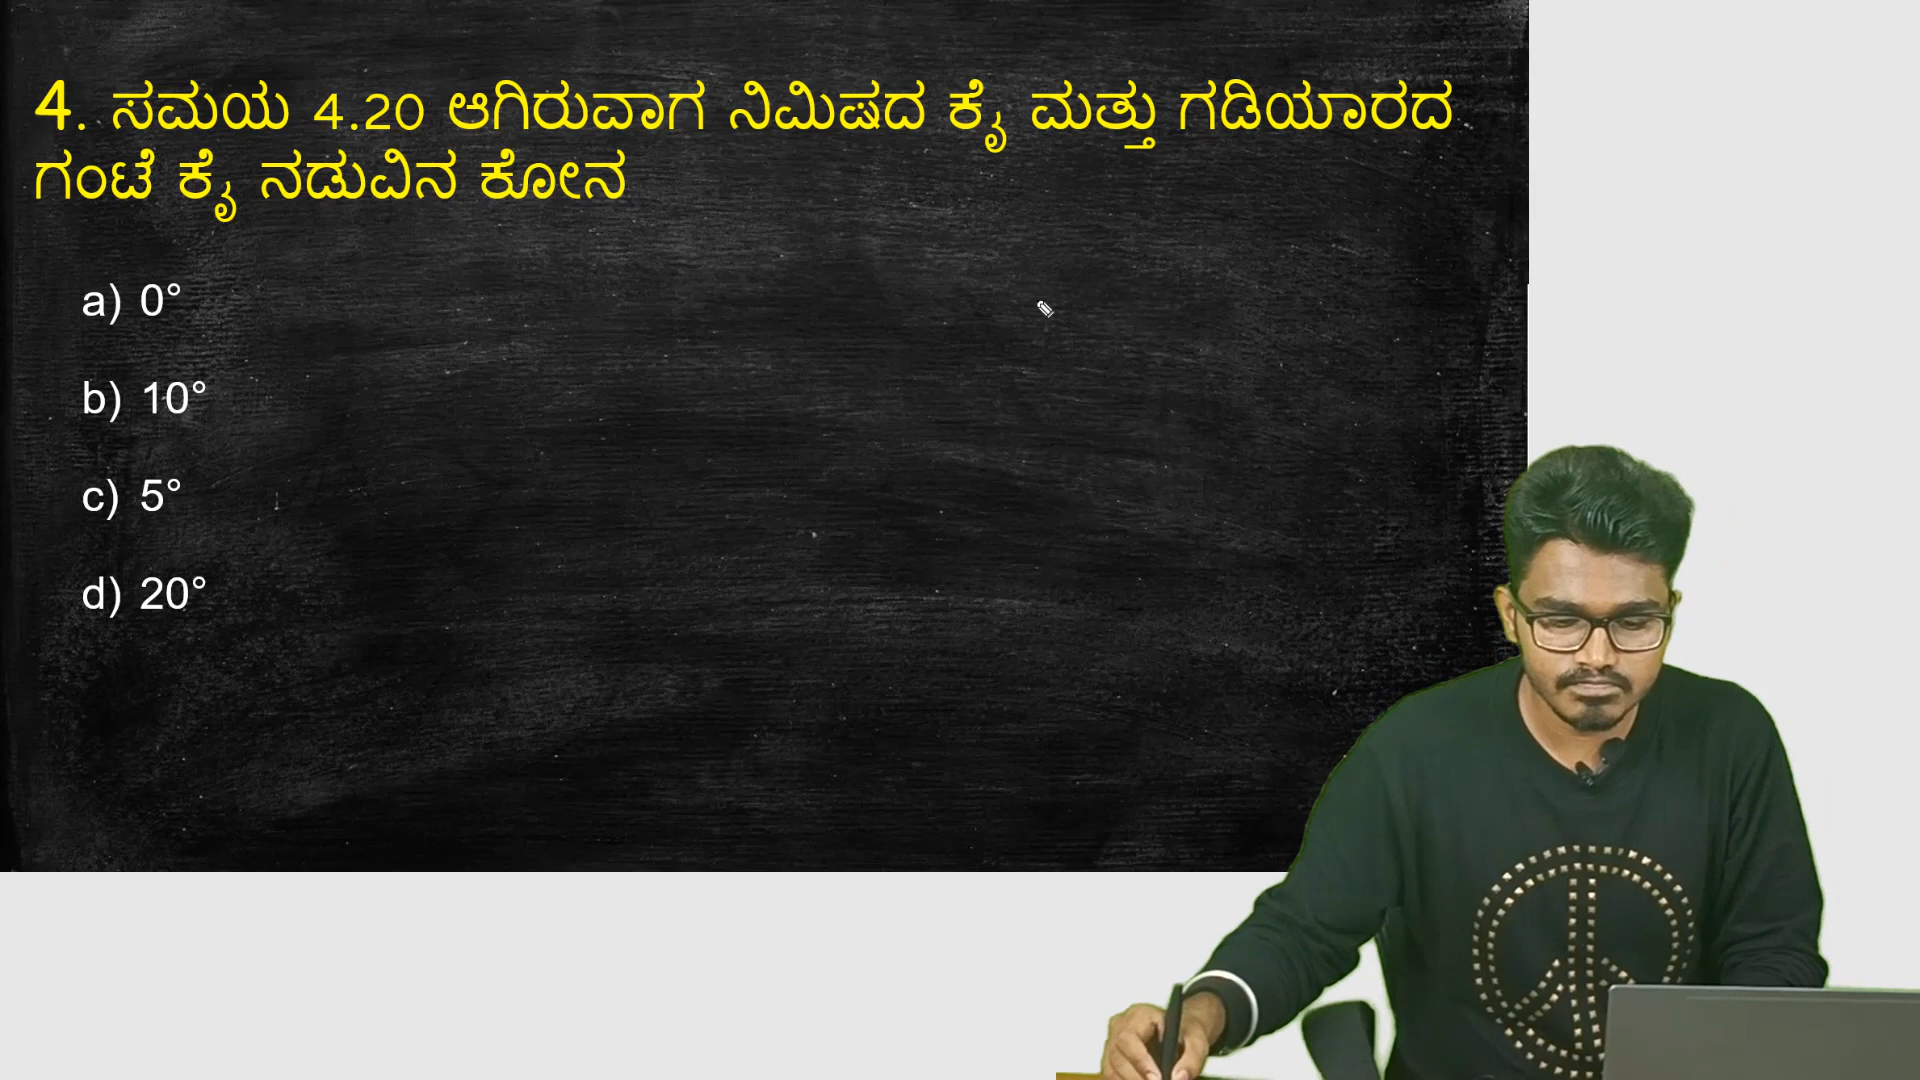 4. ಸಮಯ 4.20 ಆಗಿರುವಾಗ ನಿಮಿಷದ ಕೈ ಮತ್ತು ಗಡಿಯಾರದ
ಗಂಟೆ ಕೈ ನಡುವಿನ ಕೋನ
a) 0°
b) 10°
c) 5°
d) 20°